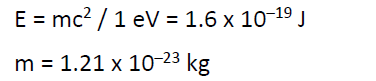 E = mc² / 1 eV = 1.6 x 10⁻¹⁹ J
m = 1.21 x 10⁻²³ kg